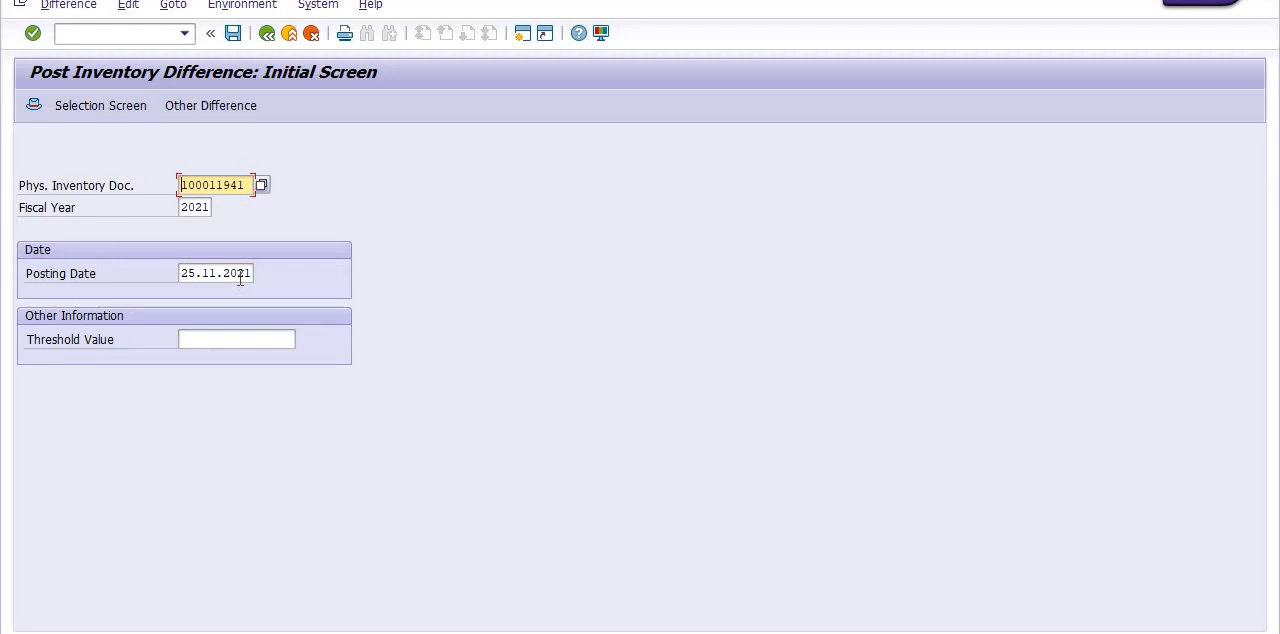 Difference Edit Goto Environment System Help
Post Inventory Difference: Initial Screen
Selection Screen Other Difference
Phys. Inventory Doc. 100011941
Fiscal Year 2021
Date
Posting Date 25.11.2021
Other Information
Threshold Value